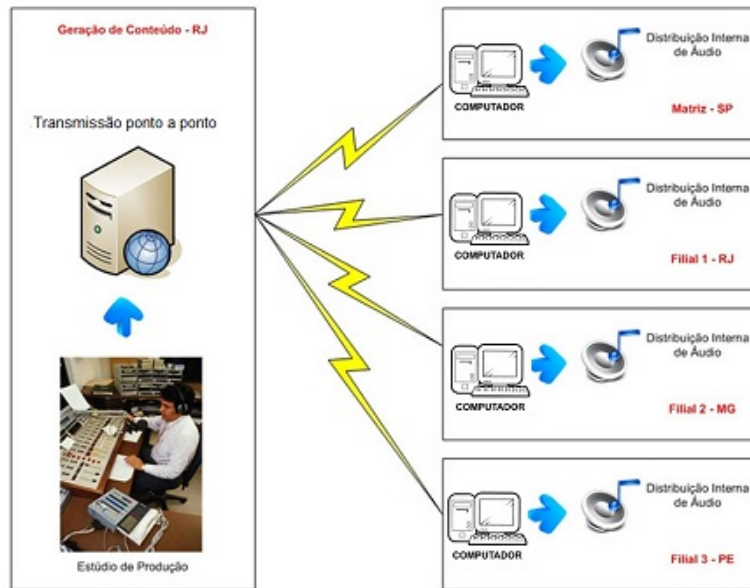 Geração de Conteúdo - RJ
Transmissão ponto a ponto
Estúdio de Produção
COMPUTADOR
Distribuição Interna
de Áudio
Matriz - SP
COMPUTADOR
Distribuição Interna
de Áudio
Filial 1 - RJ
COMPUTADOR
Distribuição Interna
de Áudio
Filial 2 - MG
COMPUTADOR
Distribuição Interna
de Áudio
Filial 3 - PE